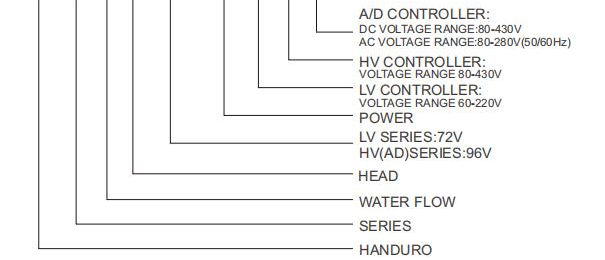 A/D CONTROLLER:
DC VOLTAGE RANGE:80-430V
AC VOLTAGE RANGE:80-280V(50/60Hz)
HV CONTROLLER:
VOLTAGE RANGE 80-430V
LV CONTROLLER:
VOLTAGE RANGE 60-220V
POWER
LV SERIES:72V
HV(AD)SERIES:96V
HEAD
WATER FLOW
SERIES
HANDURO